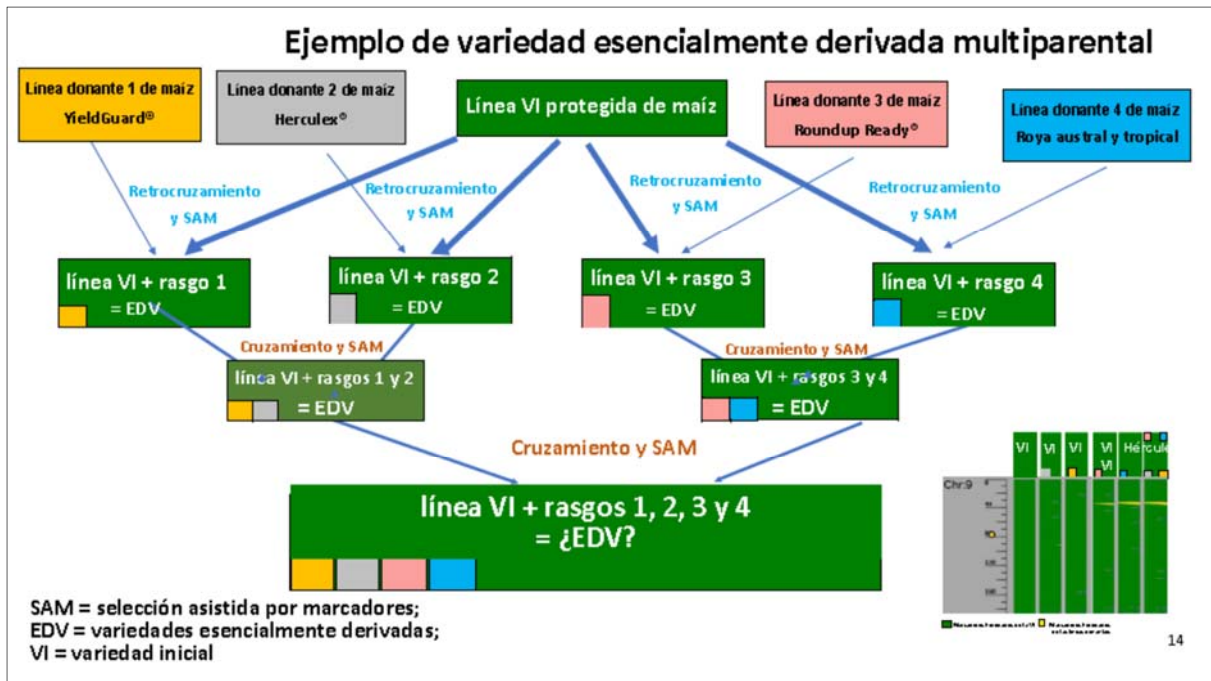 Ejemplo de variedad esencialmente derivada multiparental
Línea donante 1 de maíz
YieldGuard®
Línea donante 2 de maíz
Herculex®
Línea VI protegida de maíz
Línea donante 3 de maíz
Roundup Ready®
Línea donante 4 de maíz
Roya austral y tropical
Retrocruzamiento
y SAM
Retrocruzamiento
y SAM
Retrocruzamiento
y SAM
Retrocruzamiento
y SAM
línea VI + rasgo 1
= EDV
línea VI + rasgo 2
= EDV
línea VI + rasgo 3
= EDV
línea VI + rasgo 4
= EDV
Cruzamiento y SAM
Cruzamiento y SAM
línea VI + rasgos 1 y 2
= EDV
línea VI + rasgos 3 y 4
= EDV
Cruzamiento y SAM
línea VI + rasgos 1, 2, 3 y 4
= ¿EDV?
VI
VI
VI
VI
VI
Chr:9
SAM = selección asistida por marcadores;
EDV = variedades esencialmente derivadas;
VI = variedad inicial
14